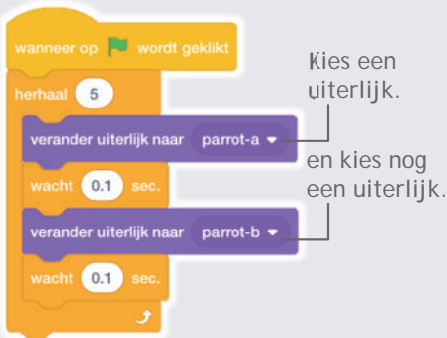 wanneer op wordt geklikt
Kies een
uiterlijk.
herhaal 5
verander uiterlijk naar parrot-a
wacht 0.1 sec.
en kies nog
een uiterlijk.
verander uiterlijk naar parrot-b
wacht 0.1 sec.